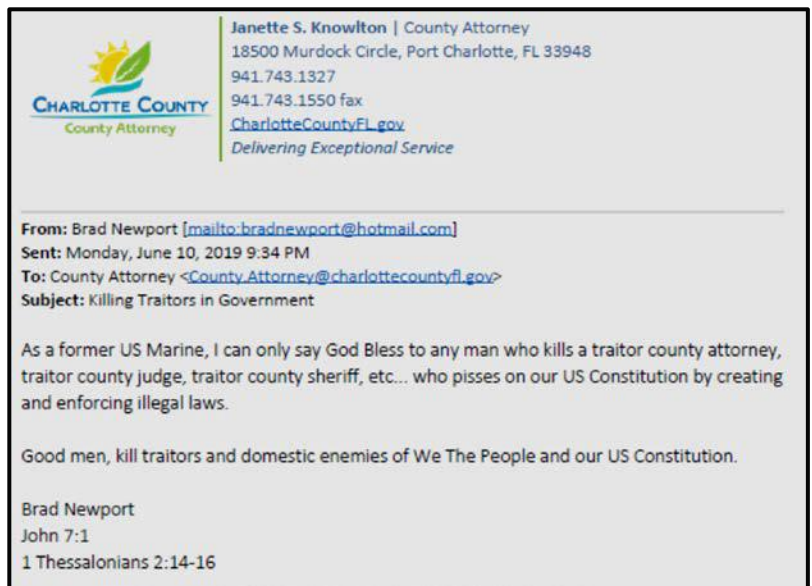 Janette S. Knowlton | County Attorney
18500 Murdock Circle, Port Charlotte, FL 33948
941.743.1327
941.743.1550 fax
CharlotteCountyFL.gov
Delivering Exceptional Service
CHARLOTTE COUNTY
County Attorney
From: Brad Newport [mailto:bradnewport@hotmail.com]
Sent: Monday, June 10, 2019 9:34 PM
To: County Attorney <County.Attorney@charlottecountyfl.gov>
Subject: Killing Traitors in Government
As a former US Marine, I can only say God Bless to any man who kills a traitor county attorney,
traitor county judge, traitor county sheriff, etc... who pisses on our US Constitution by creating
and enforcing illegal laws.
Good men, kill traitors and domestic enemies of We The People and our US Constitution.
Brad Newport
John 7:1
1 Thessalonians 2:14-16